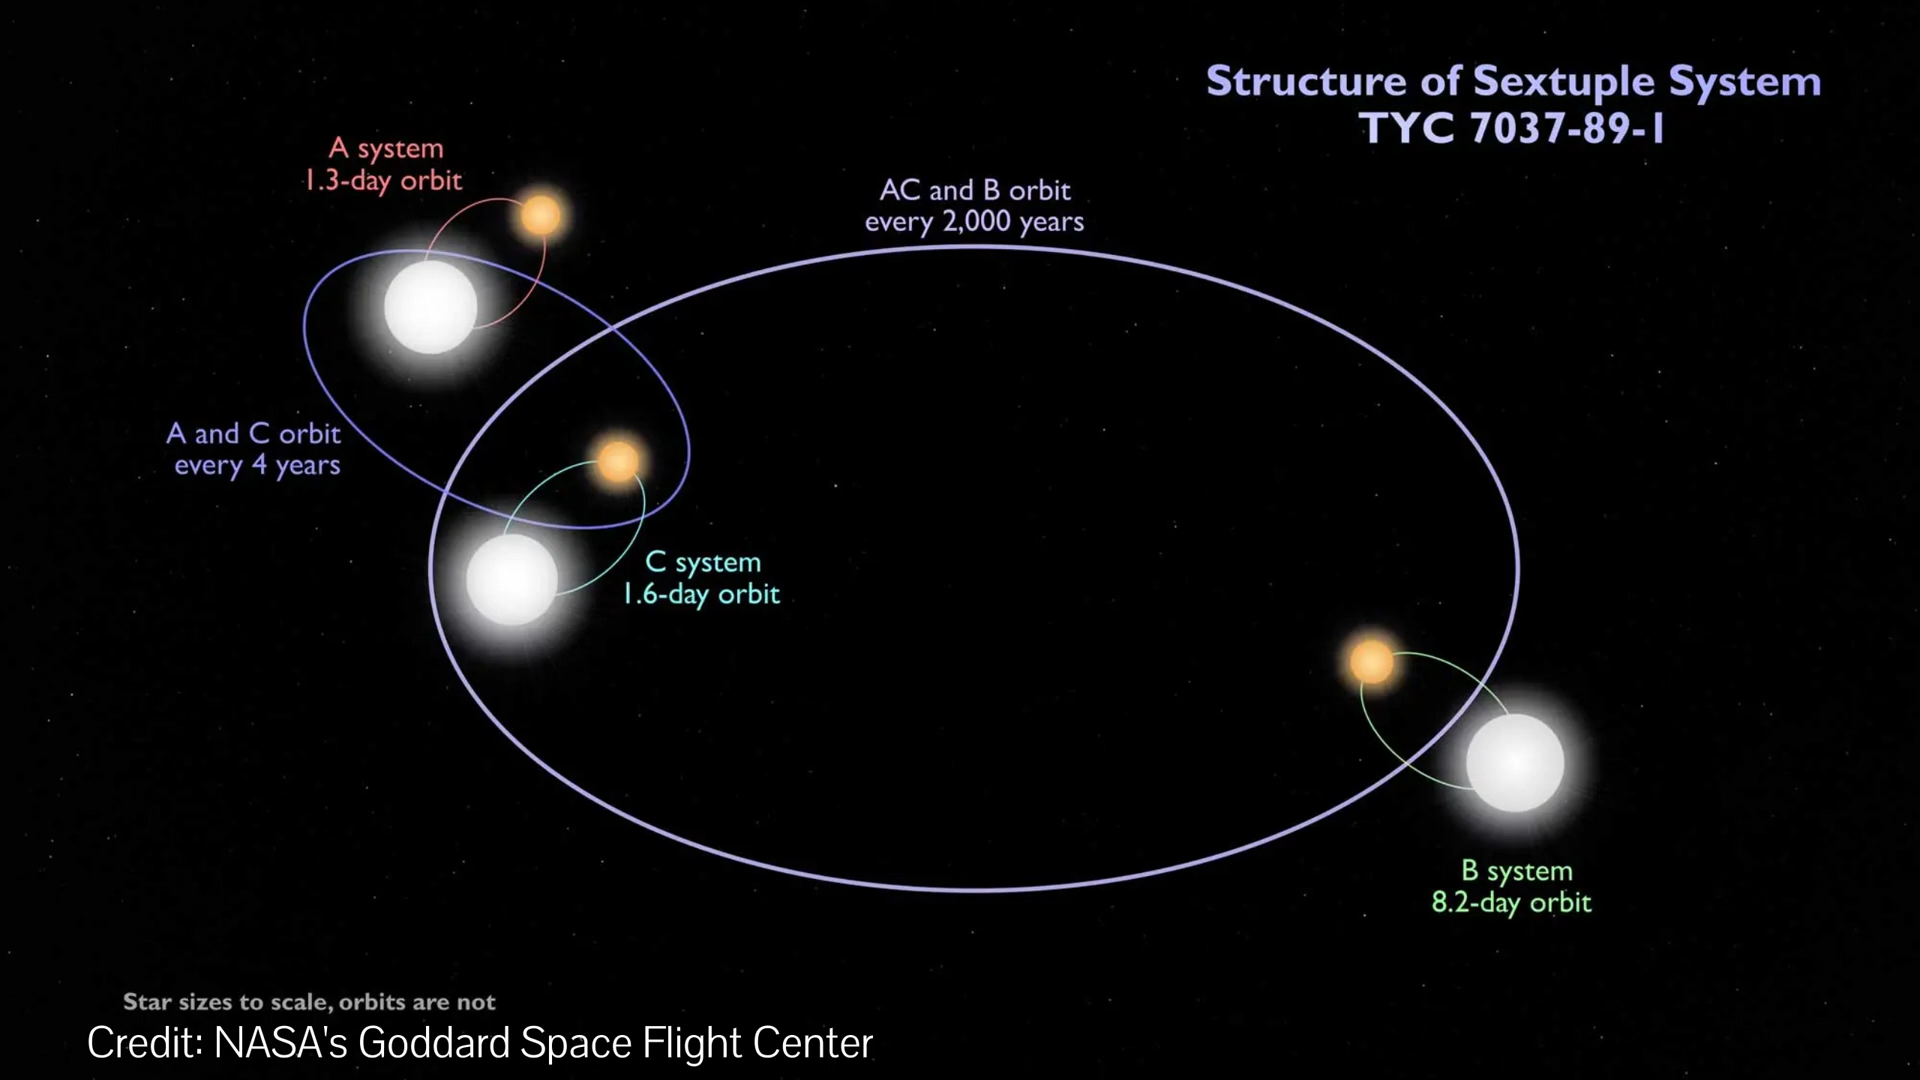 Structure of Sextuple System
TYC 7037-89-1
A system
1.3-day orbit
AC and B orbit
every 2,000 years
A and C orbit
every 4 years
C system
1.6-day orbit
B system
8.2-day orbit
Star sizes to scale, orbits are not
Credit: NASA's Goddard Space Flight Center